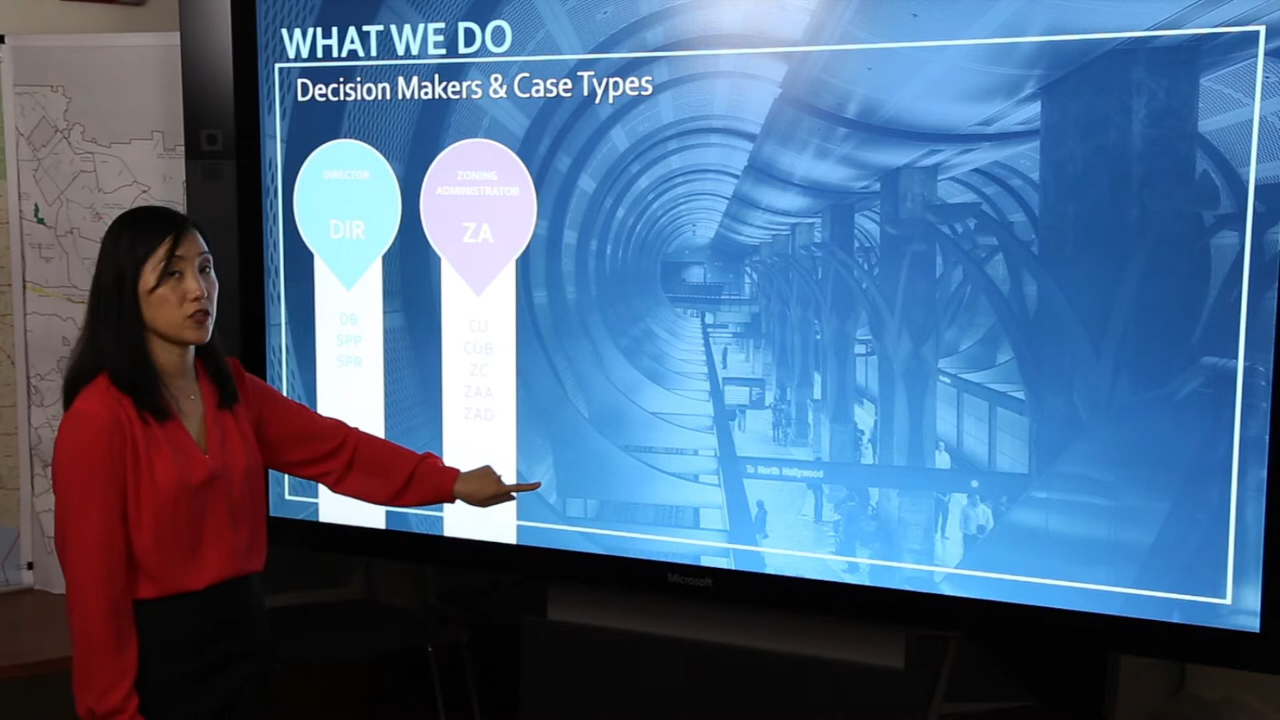 WHAT WE DO
Decision Makers & Case Types
DIRECTOR
DIR
DB
SPP
SPR
ZONING
ADMINISTRATOR
ZA
CU
CUB
ZC
ZAA
ZAD
To North Hollywood
Microsoft